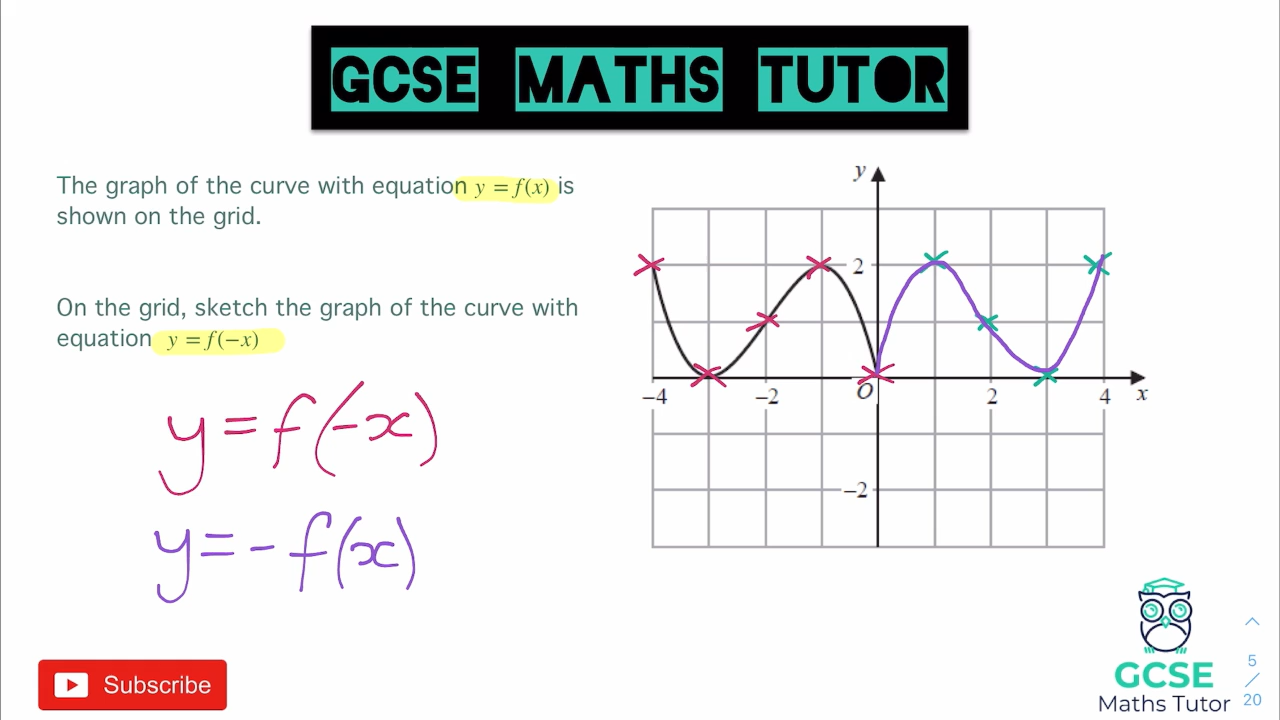 GCSE MATHS TUTOR
The graph of the curve with equation y = f(x) is
shown on the grid.
On the grid, sketch the graph of the curve with
equation y = f(−x)
y = f(-x)
y = - f(x)
y
2
−4
−2
O
2
4
x
−2
Subscribe
GCSE
Maths Tutor
5
/
20